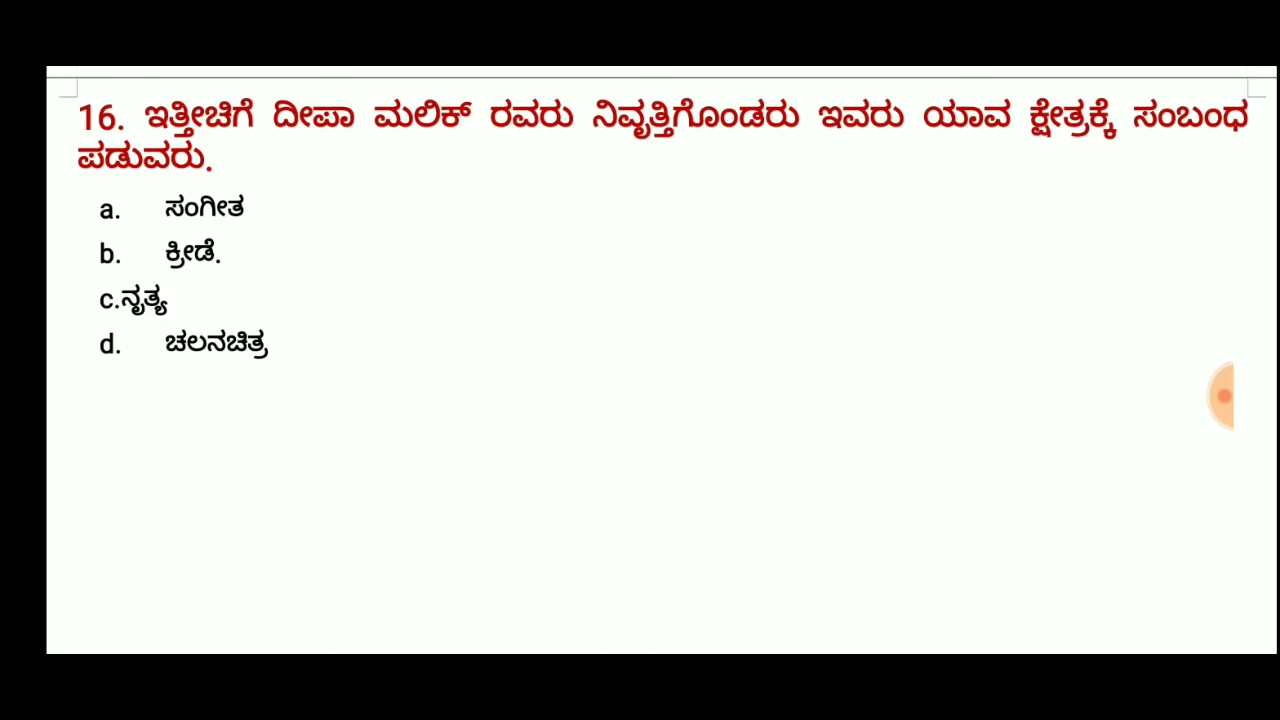 16. ಇತ್ತೀಚಿಗೆ ದೀಪಾ ಮಲಿಕ್ ರವರು ನಿವೃತ್ತಿಗೊಂಡರು ಇವರು ಯಾವ ಕ್ಷೇತ್ರಕ್ಕೆ ಸಂಬಂಧ
ಪಡುವರು.
a. ಸಂಗೀತ
b. ಕ್ರೀಡೆ.
c.ನೃತ್ಯ
d. ಚಲನಚಿತ್ರ